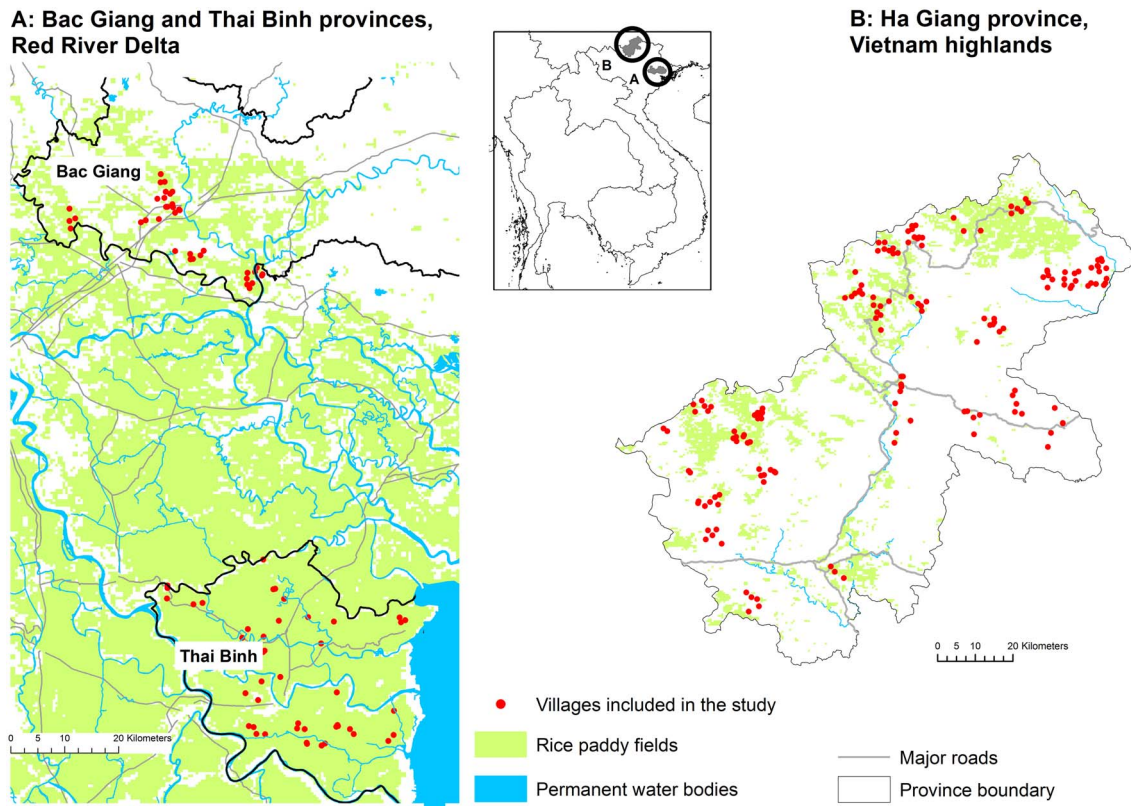 A: Bac Giang and Thai Binh provinces,
Red River Delta
B: Ha Giang province,
Vietnam highlands
B
A
Bac Giang
Thai Binh
0 5 10 20 Kilometers
0 5 10 20 Kilometers
Villages included in the study
Rice paddy fields
Permanent water bodies
Major roads
Province boundary